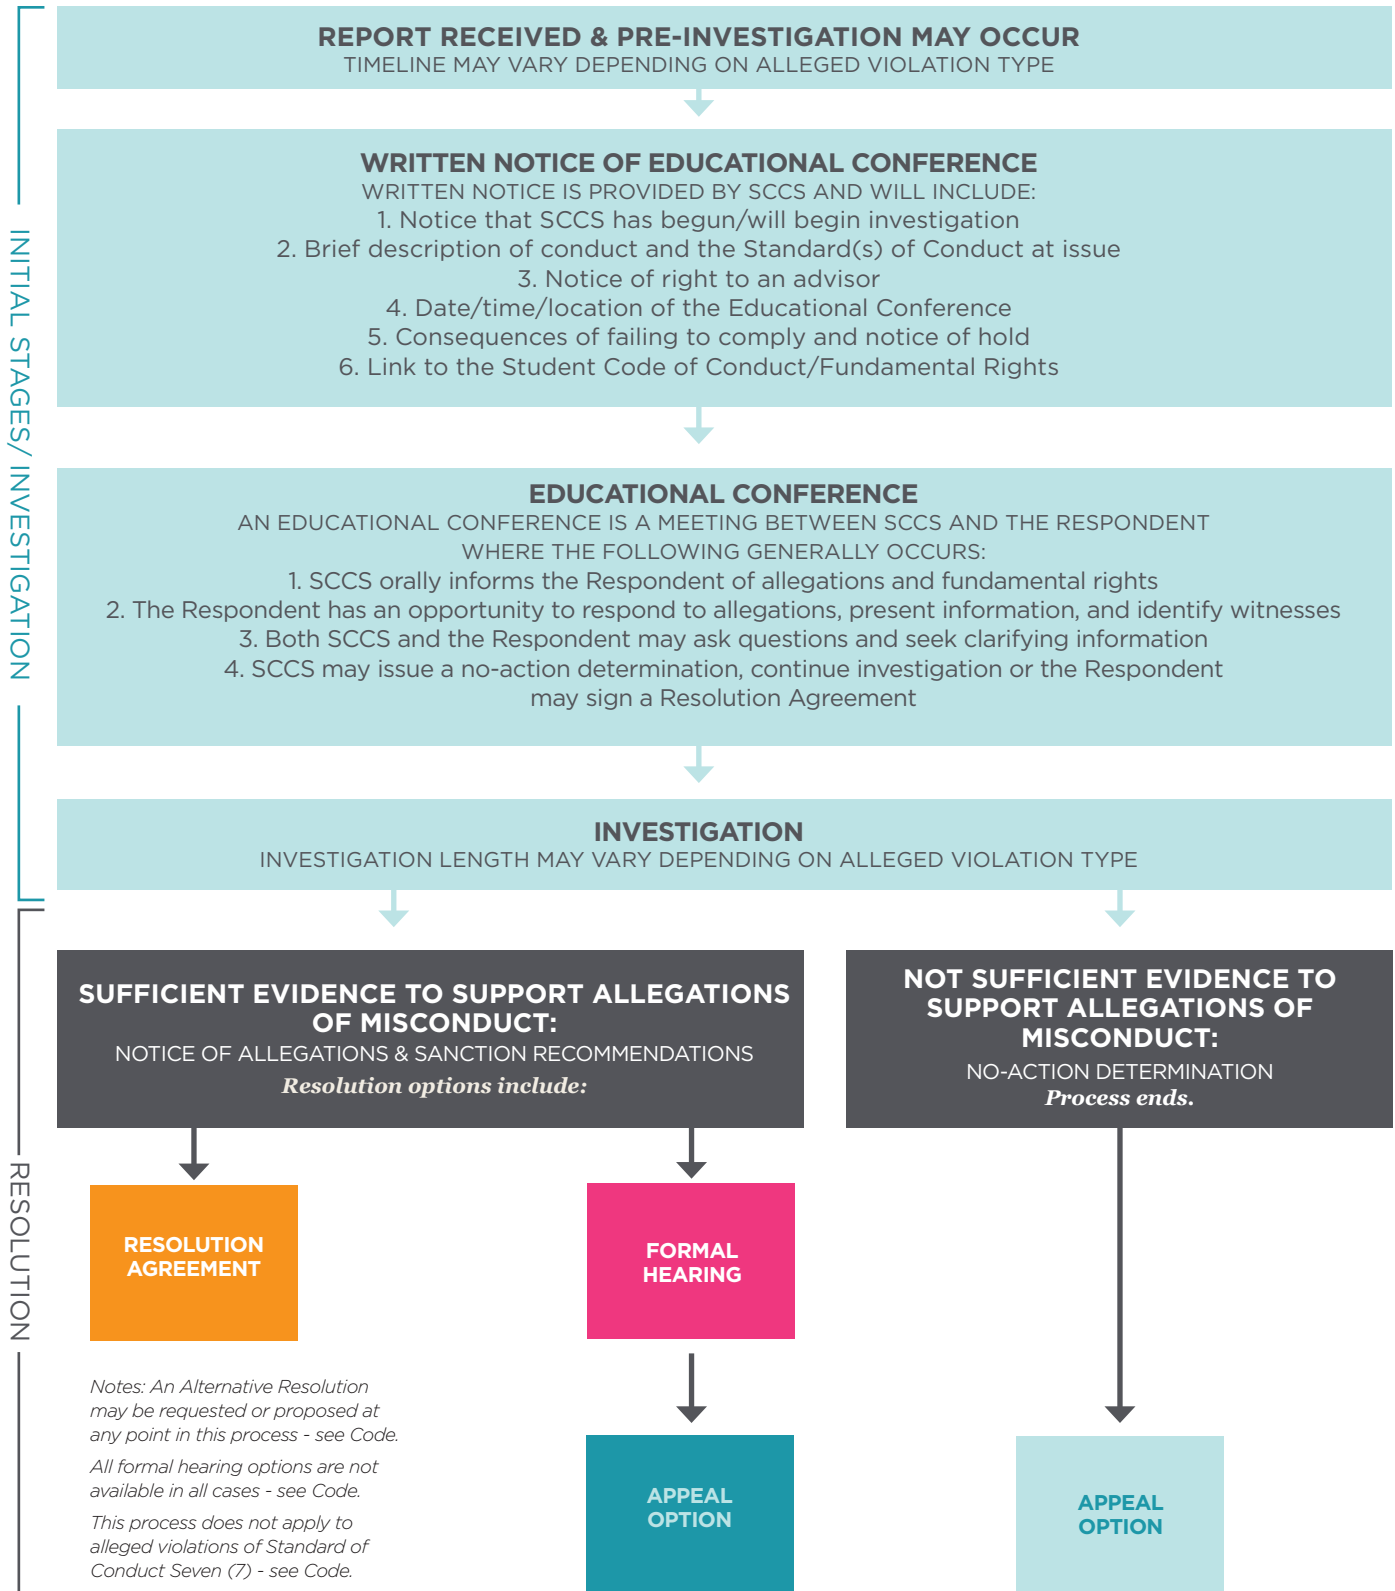 REPORT RECEIVED & PRE-INVESTIGATION MAY OCCUR
TIMELINE MAY VARY DEPENDING ON ALLEGED VIOLATION TYPE
WRITTEN NOTICE OF EDUCATIONAL CONFERENCE
WRITTEN NOTICE IS PROVIDED BY SCCS AND WILL INCLUDE:
1. Notice that SCCS has begun/will begin investigation
2. Brief description of conduct and the Standard(s) of Conduct at issue
3. Notice of right to an advisor
4. Date/time/location of the Educational Conference
5. Consequences of failing to comply and notice of hold
6. Link to the Student Code of Conduct/Fundamental Rights
INITIAL STAGES/ INVESTIGATION
EDUCATIONAL CONFERENCE
AN EDUCATIONAL CONFERENCE IS A MEETING BETWEEN SCCS AND THE RESPONDENT
WHERE THE FOLLOWING GENERALLY OCCURS:
1. SCCS orally informs the Respondent of allegations and fundamental rights
2. The Respondent has an opportunity to respond to allegations, present information, and identify witnesses
3. Both SCCS and the Respondent may ask questions and seek clarifying information
4. SCCS may issue a no-action determination, continue investigation or the Respondent
may sign a Resolution Agreement
INVESTIGATION
INVESTIGATION LENGTH MAY VARY DEPENDING ON ALLEGED VIOLATION TYPE
RESOLUTION
SUFFICIENT EVIDENCE TO SUPPORT ALLEGATIONS
OF MISCONDUCT:
NOTICE OF ALLEGATIONS & SANCTION RECOMMENDATIONS
Resolution options include:
NOT SUFFICIENT EVIDENCE TO
SUPPORT ALLEGATIONS OF
MISCONDUCT:
NO-ACTION DETERMINATION
Process ends.
RESOLUTION
AGREEMENT
FORMAL
HEARING
Notes: An Alternative Resolution
may be requested or proposed at
any point in this process - see Code.
All formal hearing options are not
available in all cases - see Code.
This process does not apply to
alleged violations of Standard of
Conduct Seven (7) - see Code.
APPEAL
OPTION
APPEAL
OPTION